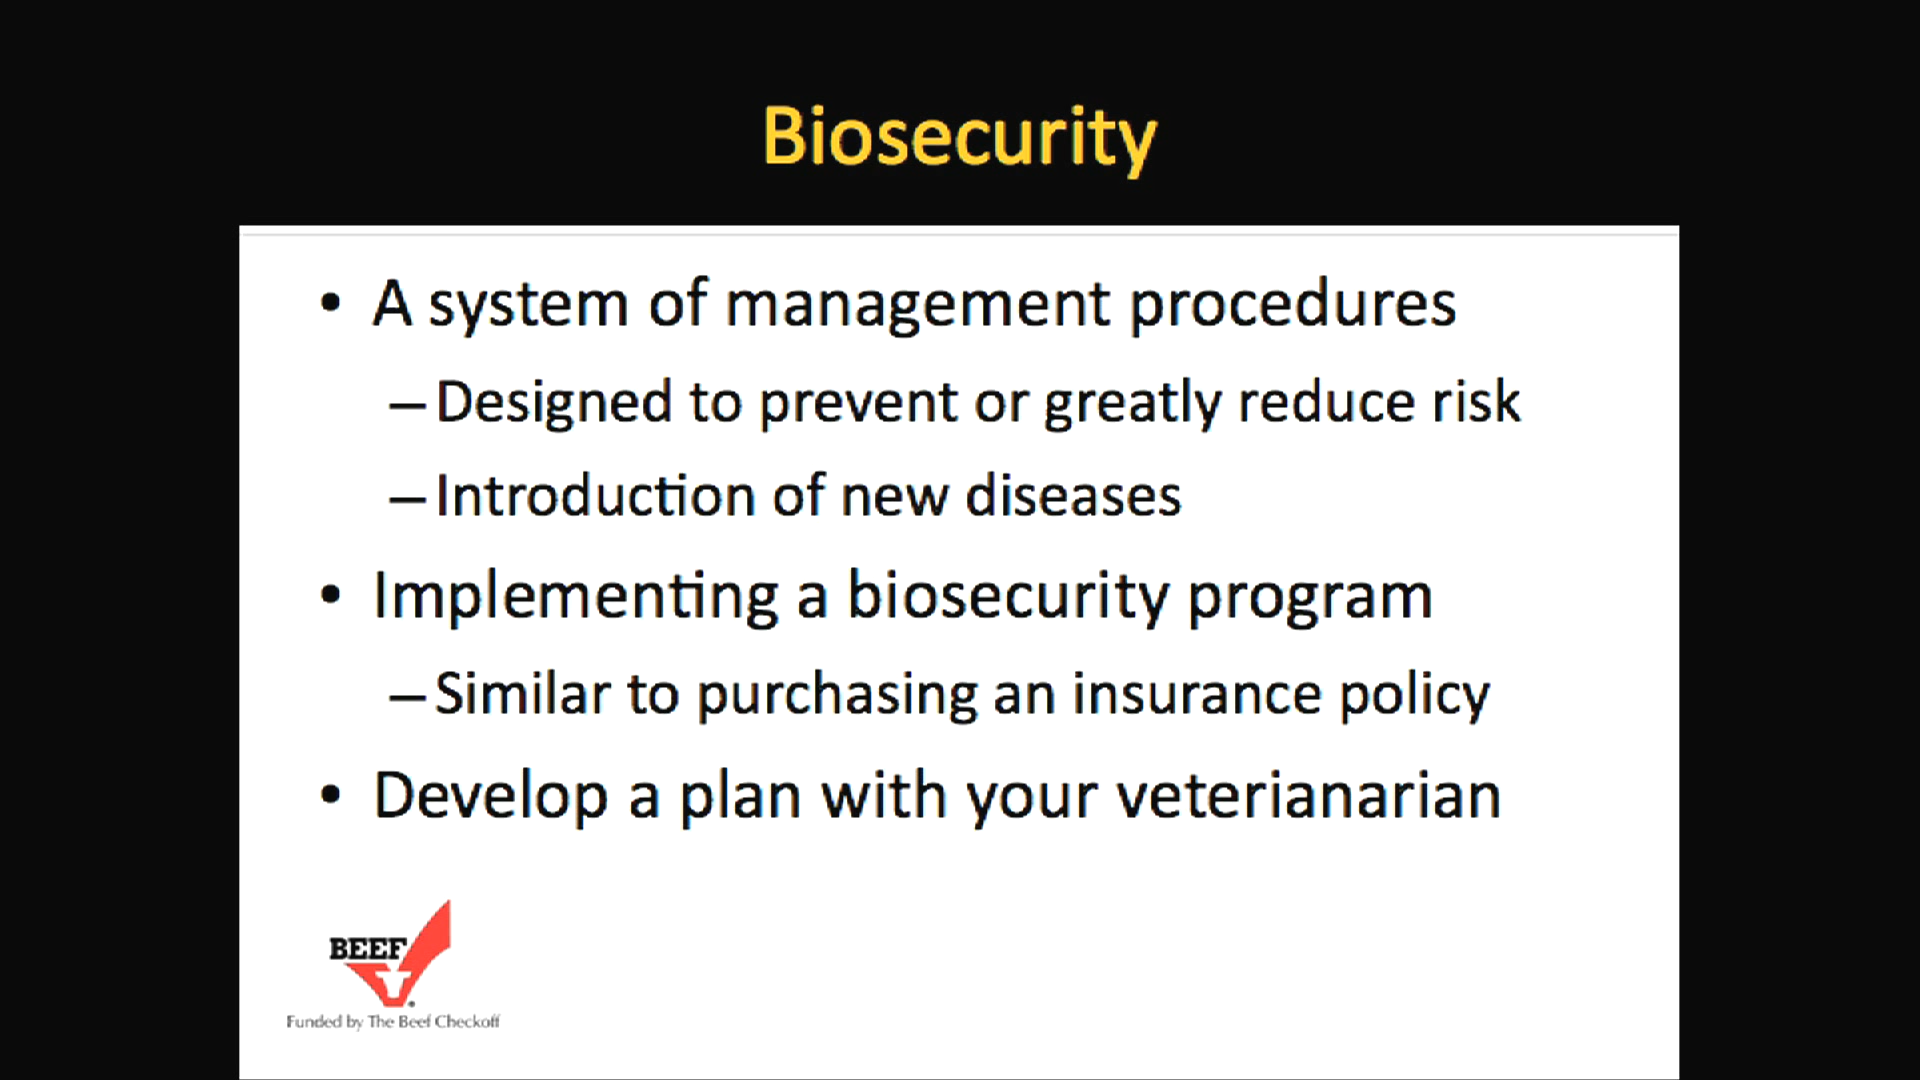 Biosecurity
• A system of management procedures
– Designed to prevent or greatly reduce risk
– Introduction of new diseases
• Implementing a biosecurity program
– Similar to purchasing an insurance policy
• Develop a plan with your veterianarian
BEEF
Funded by The Beef Checkoff